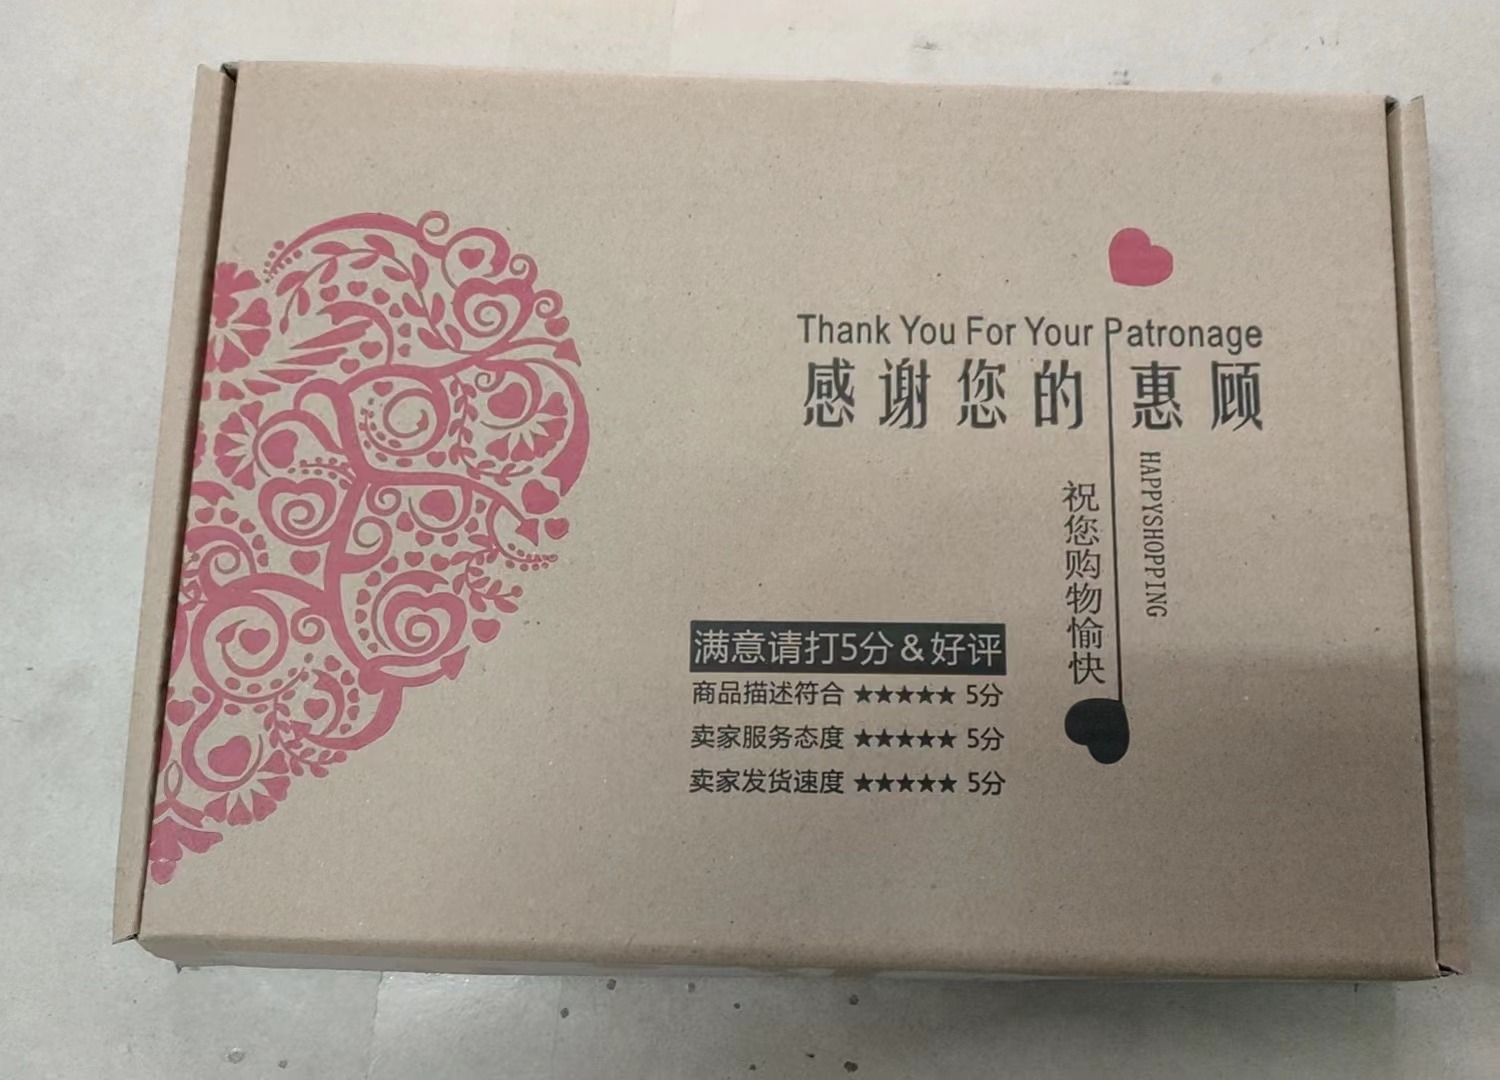 Thank You For Your Patronage
感谢您的惠顾
HAPPYSHOPPING
祝您购物愉快
满意请打5分&好评
商品描述符合 ★★★★★ 5分
卖家服务态度 ★★★★★ 5分
卖家发货速度 ★★★★★ 5分